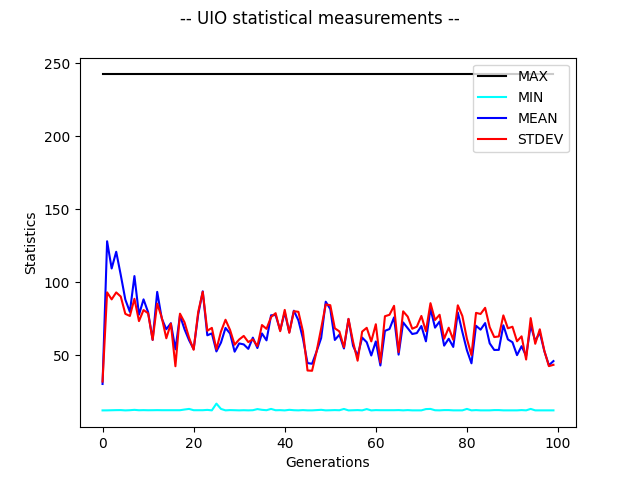 -- UIO statistical measurements --
250
200
150
100
50
Statistics
MAX
MIN
MEAN
STDEV
0
20
40
60
80
100
Generations